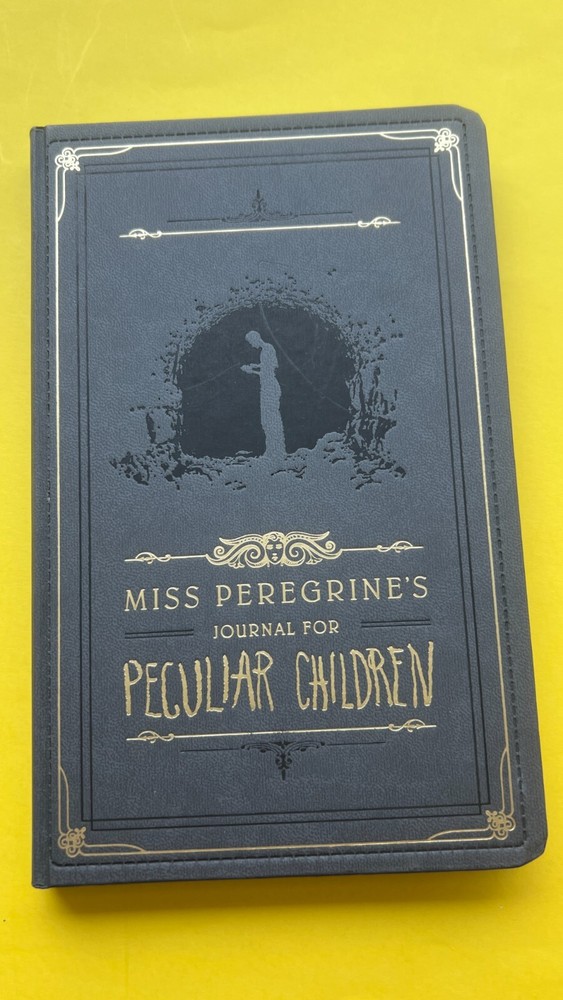 MISS PEREGRINE'S
JOURNAL FOR
PECULIAR CHILDREN